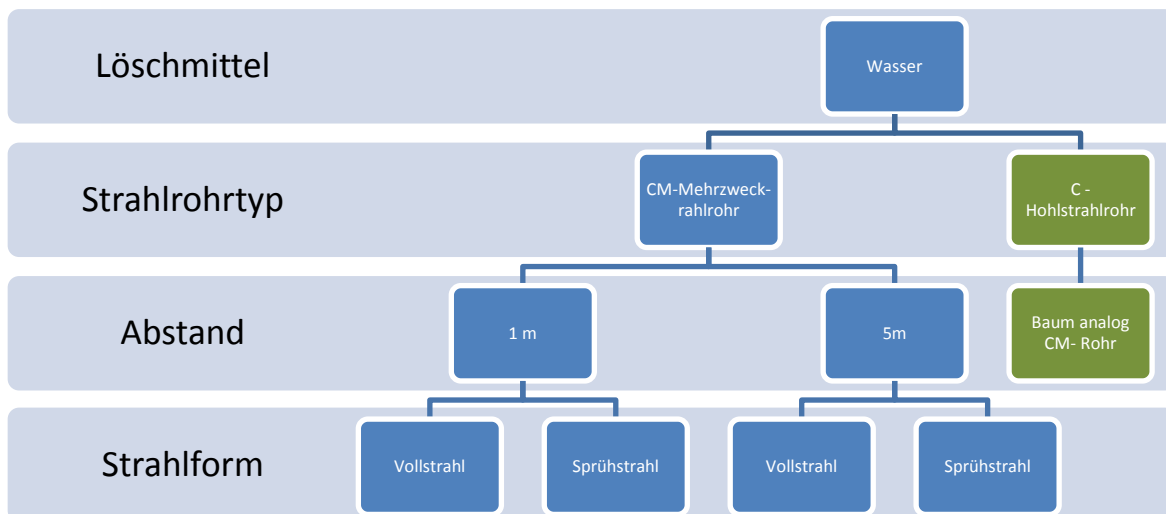 Löschmittel
Wasser
Strahlrohrtyp
CM-Mehrzweck-
rahlrohr
C -
Hohlstrahlrohr
Abstand
1 m
5m
Baum analog
CM- Rohr
Strahlform
Vollstrahl
Sprühstrahl
Vollstrahl
Sprühstrahl